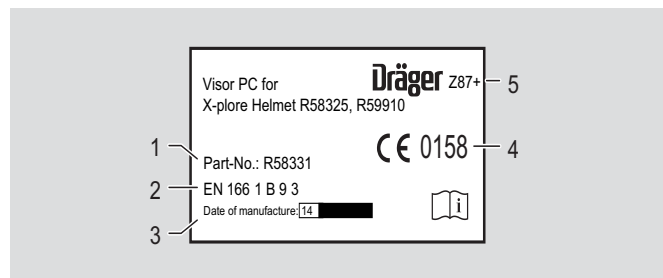 Visor PC for
Dräger Z87+ 5
X-plore Helmet R58325, R59910
CE 0158 4
1 Part-No.: R58331
2 EN 166 1 B 9 3
3 Date of manufacture: 14
i